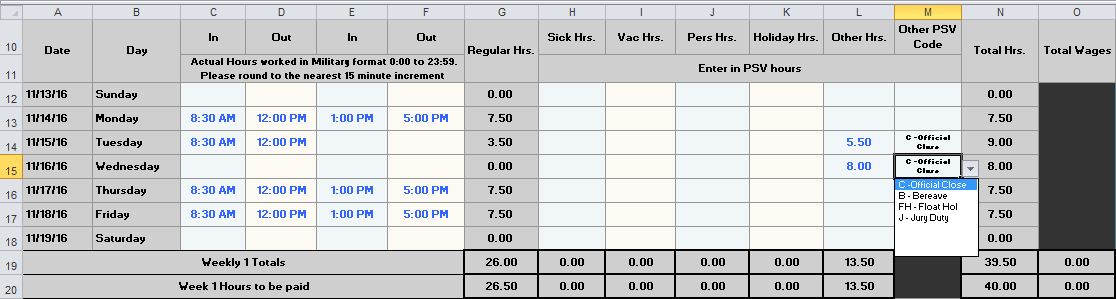 A B C D E F G H I J K L M N O
10 Date Day In Out In Out Regular Hrs. Sick Hrs. Vac Hrs. Pers Hrs. Holiday Hrs. Other Hrs. Other PSV Code Total Hrs. Total Wages
11 Actual Hours worked in Military format 0:00 to 23:59. Please round to the nearest 15 minute increment Enter in PSV hours
12 11/13/16 Sunday 0.00 0.00
13 11/14/16 Monday 8:30 AM 12:00 PM 1:00 PM 5:00 PM 7.50 7.50
14 11/15/16 Tuesday 8:30 AM 12:00 PM 3.50 5.50 C -Official Close 9.00
15 11/16/16 Wednesday 0.00 8.00 C -Official Close 8.00
16 11/17/16 Thursday 8:30 AM 12:00 PM 1:00 PM 5:00 PM 7.50 7.50
17 11/18/16 Friday 8:30 AM 12:00 PM 1:00 PM 5:00 PM 7.50 7.50
18 11/19/16 Saturday 0.00 0.00
C -Official Close
B - Bereave
FH - Float Hol
J - Jury Duty
19 Weekly 1 Totals 26.00 0.00 0.00 0.00 0.00 13.50 39.50 0.00
20 Week 1 Hours to be paid 26.50 0.00 0.00 0.00 0.00 13.50 40.00 0.00